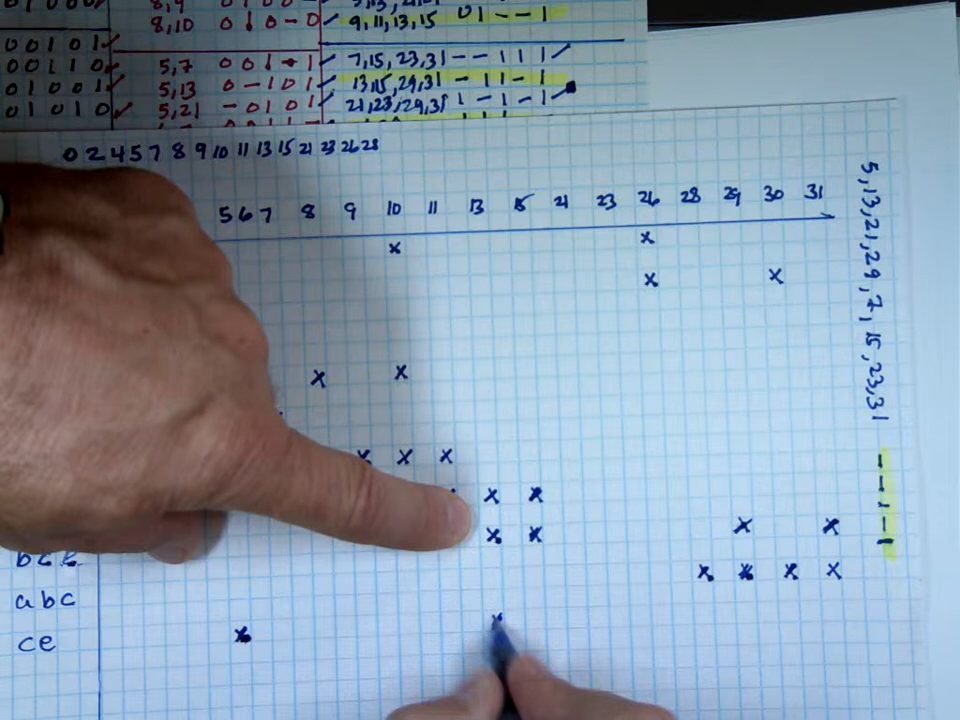 8, 10 0 1 0 - 0 9, 11, 13, 15 0 1 - - 1
0 0 1 0 1 ✓
0 0 1 1 0 ✓ 5, 7 0 0 1 - 1 ✓ 7, 15, 23, 31 - - 1 1 1 ✓
0 1 0 0 1 ✓ 5, 13 0 - 1 0 1 ✓ 13, 15, 29, 31 - 1 1 - 1
0 1 0 1 0 ✓ 5, 21 - 0 1 0 1 ✓ 21, 23, 29, 31 1 - 1 - 1 ✓
0 2 4 5 7 8 9 10 11 13 15 21 23 26 28
5 6 7 8 9 10 11 13 15 21 23 26 28 29 30 31
x x
x x
x x
x x x
x x
x x x x
bce
x x x x
abc
ce x x
5, 13, 21, 29, 7, 15, 23, 31 - - 1 - 1